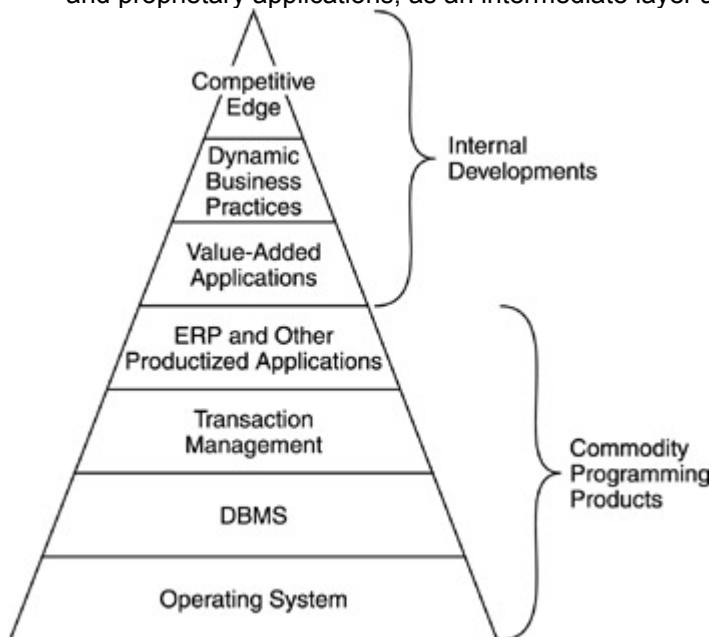 and proprietary applications, as an intermediate layer
Competitive
Edge
Dynamic
Business
Practices
Value-Added
Applications
Internal
Developments
ERP and Other
Productized Applications
Transaction
Management
DBMS
Operating System
Commodity
Programming
Products